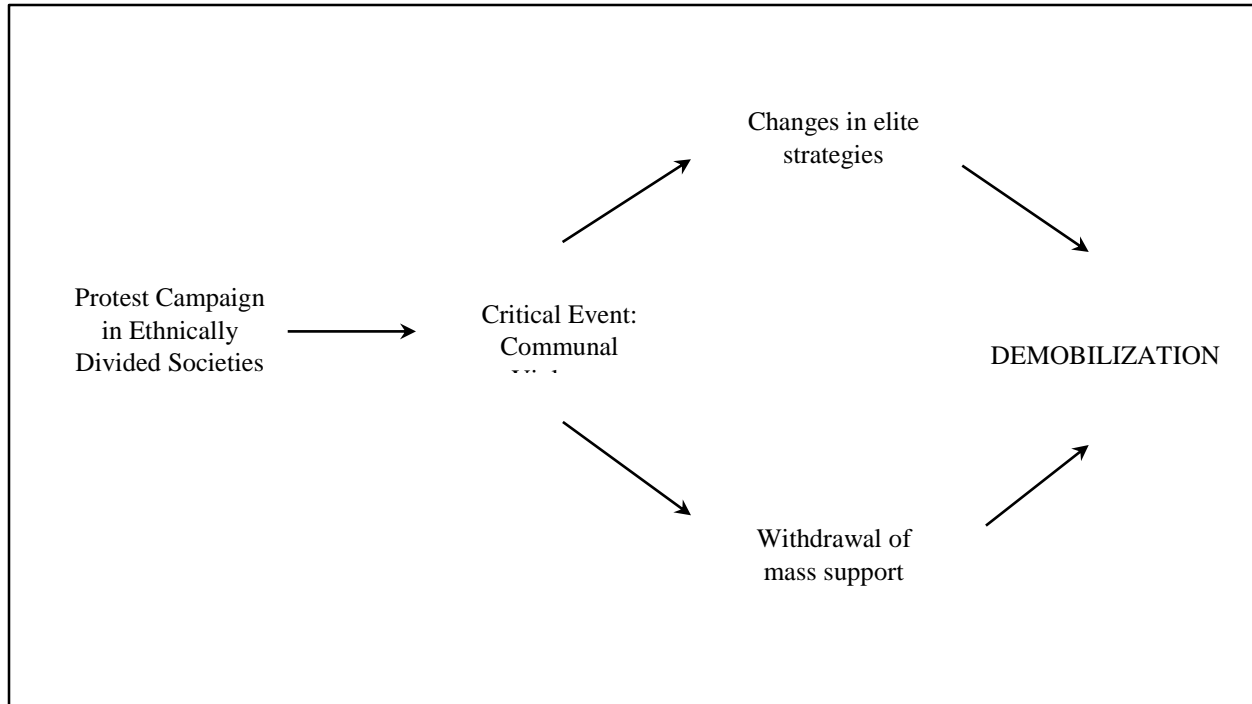 Changes in elite
strategies
Protest Campaign
in Ethnically
Divided Societies
Critical Event:
Communal
DEMOBILIZATION
Withdrawal of
mass support